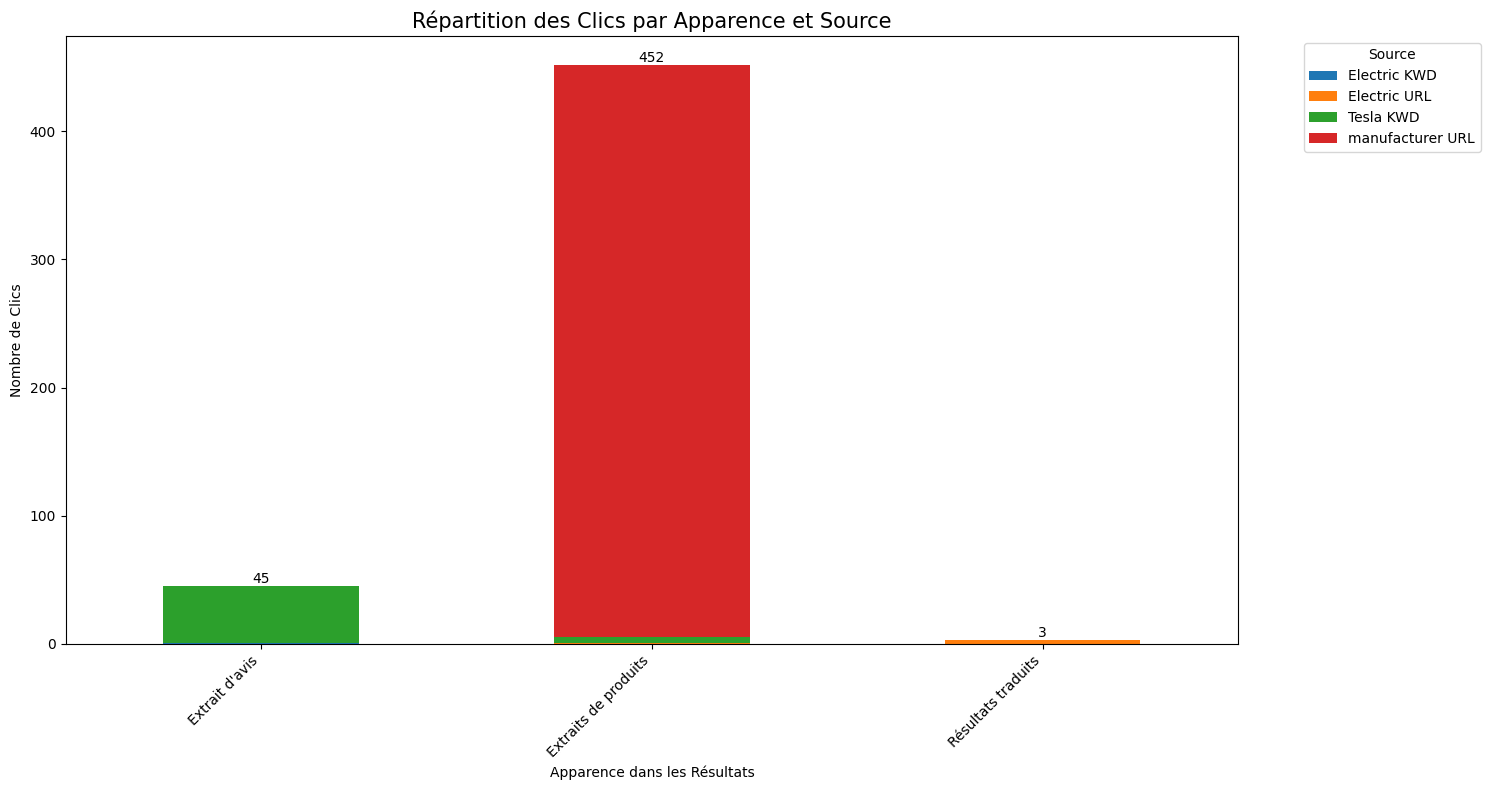 Répartition des Clics par Apparence et Source
Source
Electric KWD
Electric URL
Tesla KWD
manufacturer URL
Nombre de Clics
400
300
200
100
0
45
452
3
Extrait d'avis
Extraits de produits
Résultats traduits
Apparence dans les Résultats